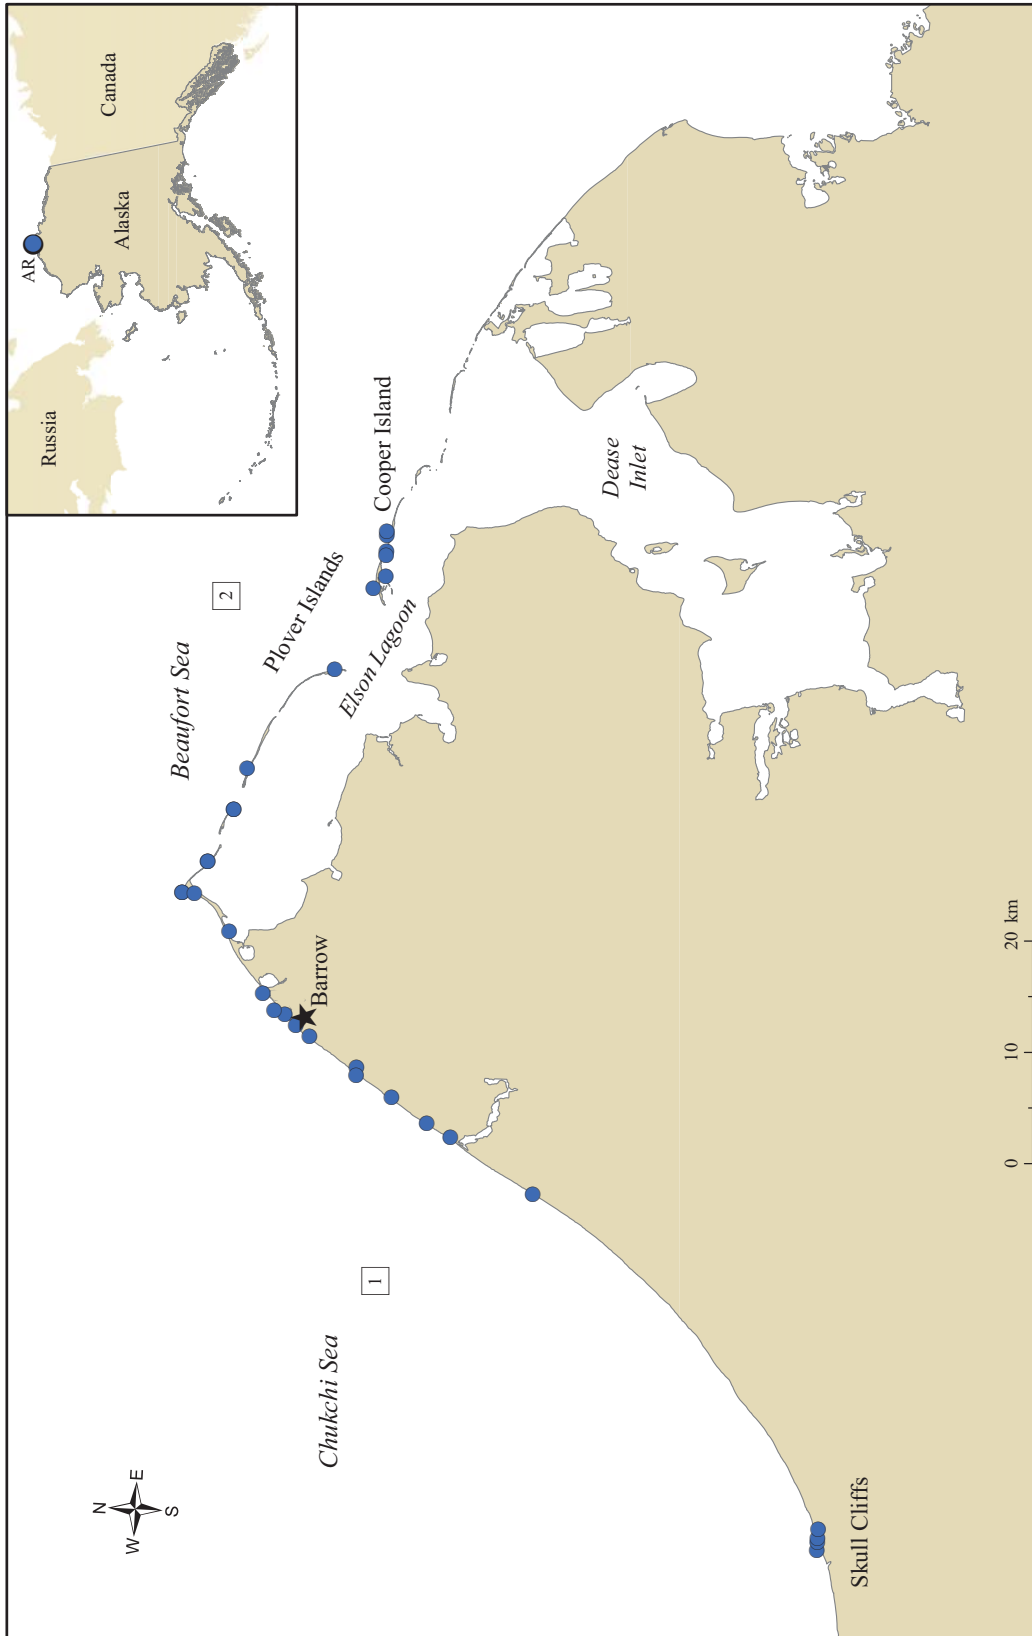 Russia
AR
Alaska
Canada
Beaufort Sea
2
Plover Islands
Cooper Island
Elson Lagoon
Dease
Inlet
Barrow
N
W
E
S
Chukchi Sea
1
Skull Cliffs
0
10
20 km